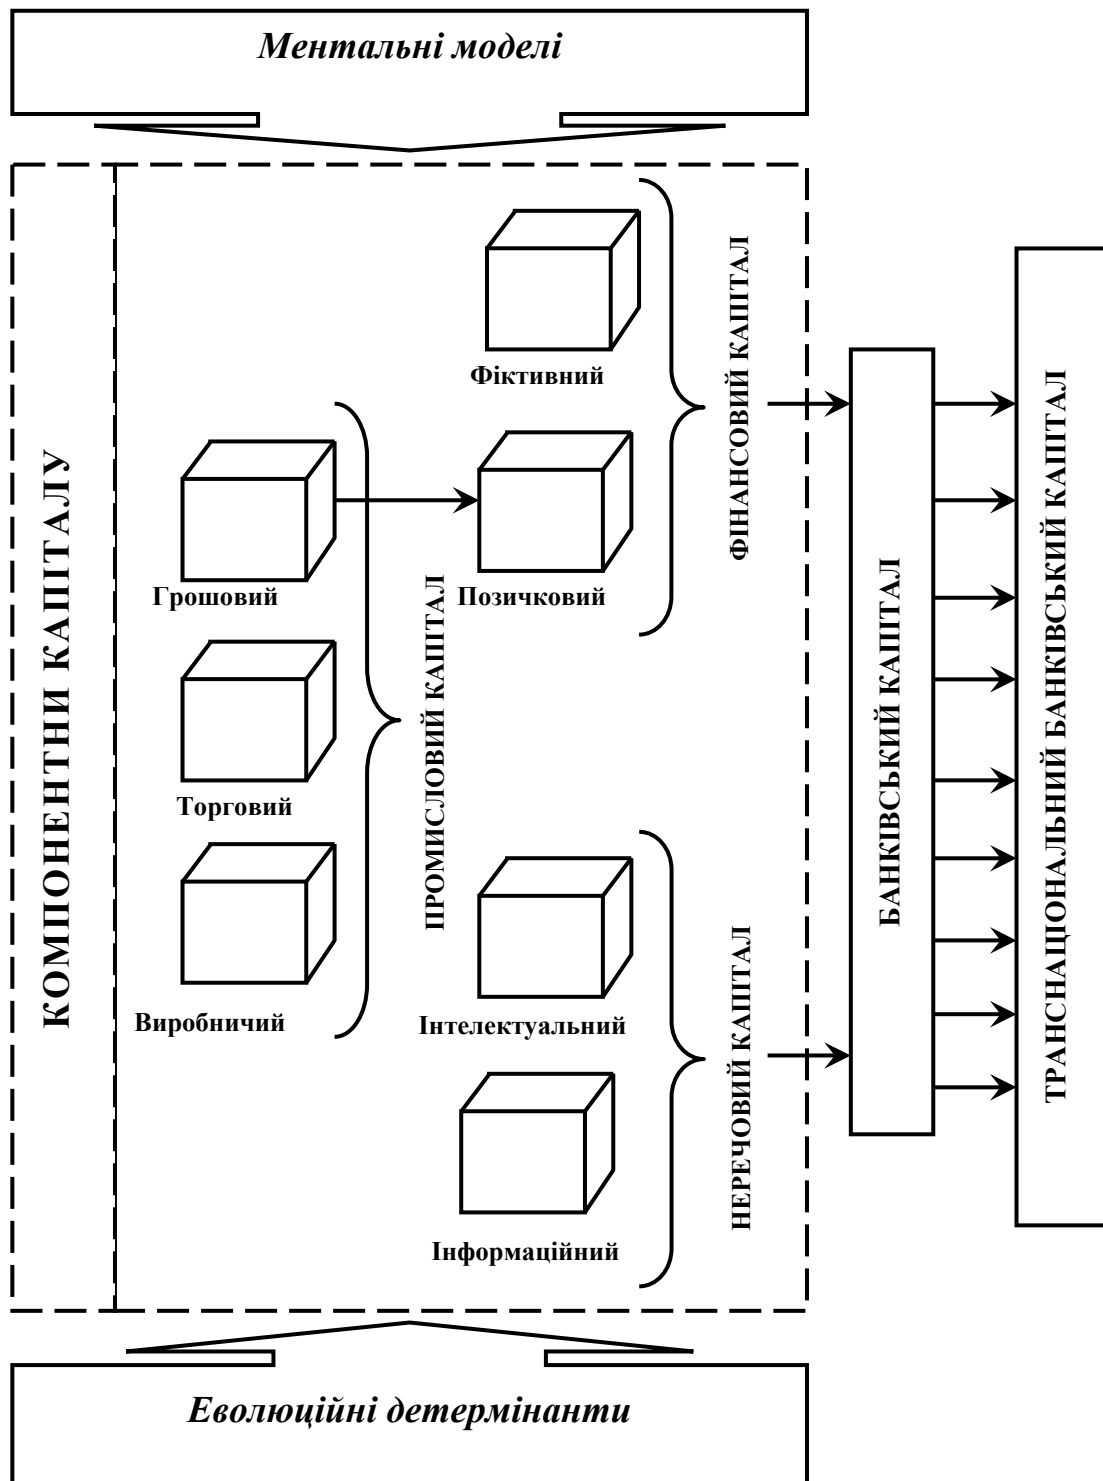 Ментальні моделі
КОМПОНЕНТНИ КАПІТАЛУ
Фіктивний
ФІНАНСОВИЙ КАПІТАЛ
Грошовий
Позичковий
Торговий
ПРОМИСЛОВИЙ КАПІТАЛ
Виробничий
Інтелектуальний
НЕРЕЧОВИЙ КАПІТАЛ
Інформаційний
БАНКІВСЬКИЙ КАПІТАЛ
ТРАНСНАЦІОНАЛЬНИЙ БАНКІВСЬКИЙ КАПІТАЛ
Еволюційні детермінанти